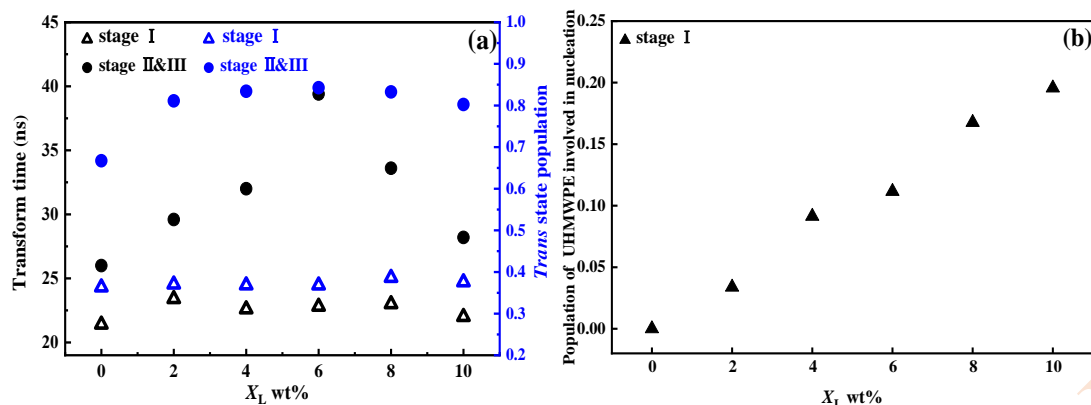 45
40
35
30
25
20
Transform time (ns)
0
2
4
6
8
10
X_L wt%
stage Ⅰ
stage Ⅱ&III
stage Ⅰ
stage Ⅱ&III
(a)
1.0
0.9
0.8
0.7
0.6
0.5
0.4
0.3
0.2
Trans state population
Population of UHMWPE involved in nucleation
0.25
0.20
0.15
0.10
0.05
0.00
stage Ⅰ
(b)
0
2
4
6
8
10
X_L wt%